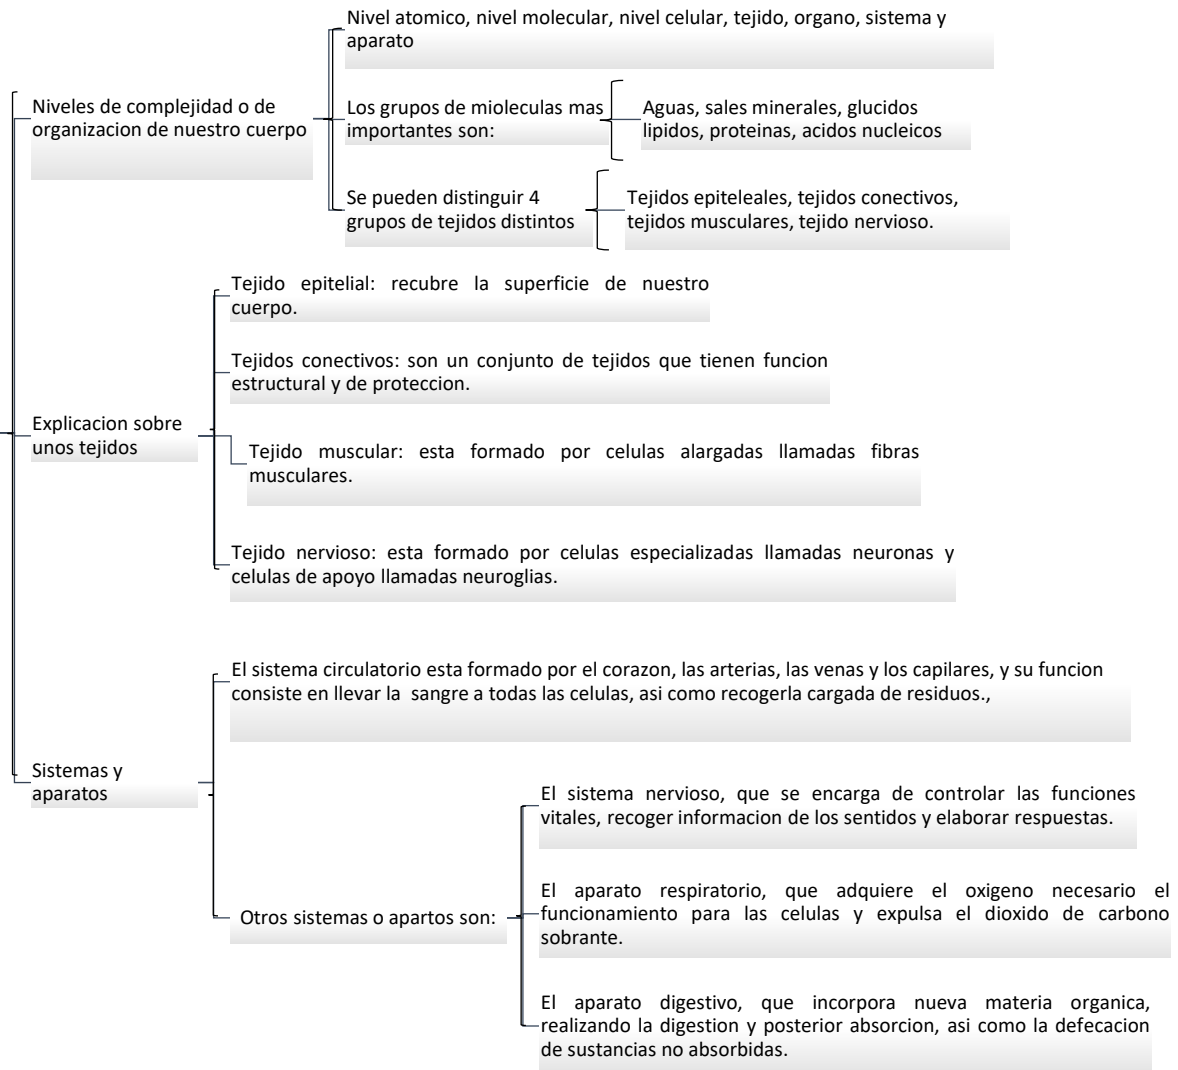 Nivel atomico, nivel molecular, nivel celular, tejido, organo, sistema y
aparato
Niveles de complejidad o de
organizacion de nuestro cuerpo
Los grupos de mioleculas mas
importantes son:
Aguas, sales minerales, glucidos
lipidos, proteinas, acidos nucleicos
Se pueden distinguir 4
grupos de tejidos distintos
Tejidos epiteleales, tejidos conectivos,
tejidos musculares, tejido nervioso.
Tejido epitelial: recubre la superficie de nuestro
cuerpo.
Tejidos conectivos: son un conjunto de tejidos que tienen funcion
estructural y de proteccion.
Explicacion sobre
unos tejidos
Tejido muscular: esta formado por celulas alargadas llamadas fibras
musculares.
Tejido nervioso: esta formado por celulas especializadas llamadas neuronas y
celulas de apoyo llamadas neuroglias.
El sistema circulatorio esta formado por el corazon, las arterias, las venas y los capilares, y su funcion
consiste en llevar la sangre a todas las celulas, asi como recogerla cargada de residuos.,
Sistemas y
aparatos
El sistema nervioso, que se encarga de controlar las funciones
vitales, recoger informacion de los sentidos y elaborar respuestas.
Otros sistemas o apartos son:
El aparato respiratorio, que adquiere el oxigeno necesario el
funcionamiento para las celulas y expulsa el dioxido de carbono
sobrante.
El aparato digestivo, que incorpora nueva materia organica,
realizando la digestion y posterior absorcion, asi como la defecacion
de sustancias no absorbidas.